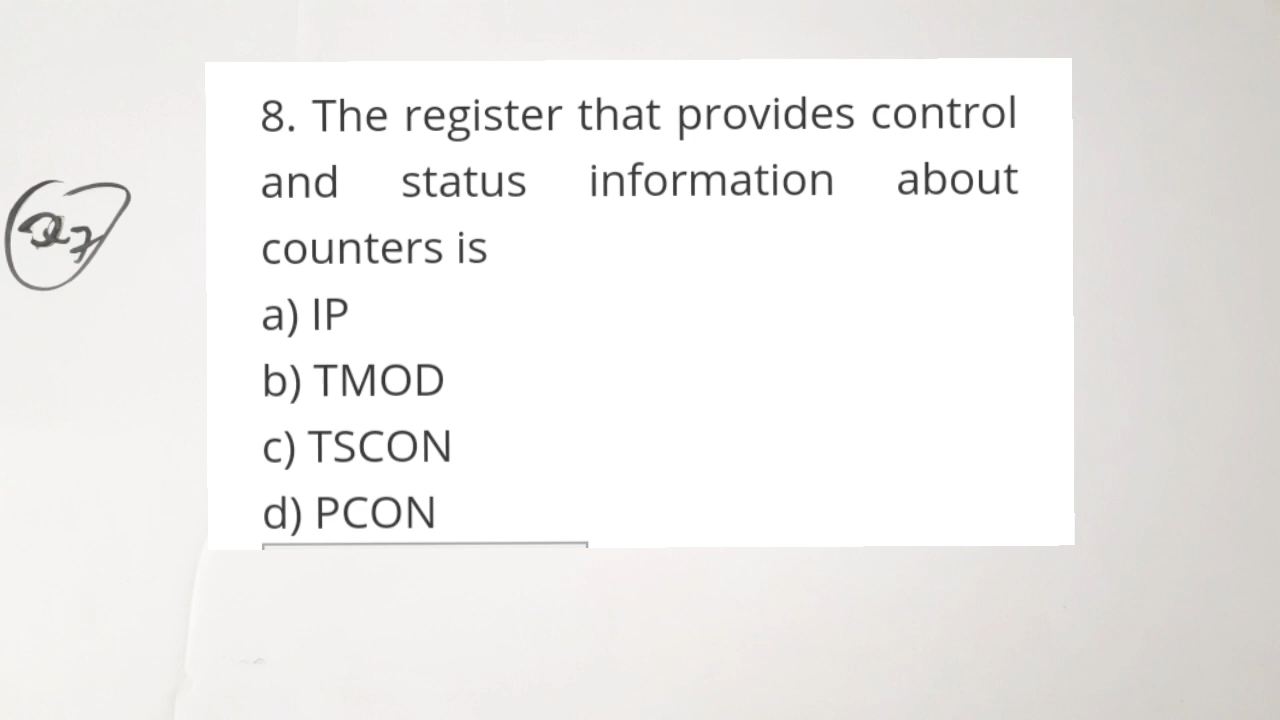 8. The register that provides control
and status information about
counters is
a) IP
b) TMOD
c) TSCON
d) PCON